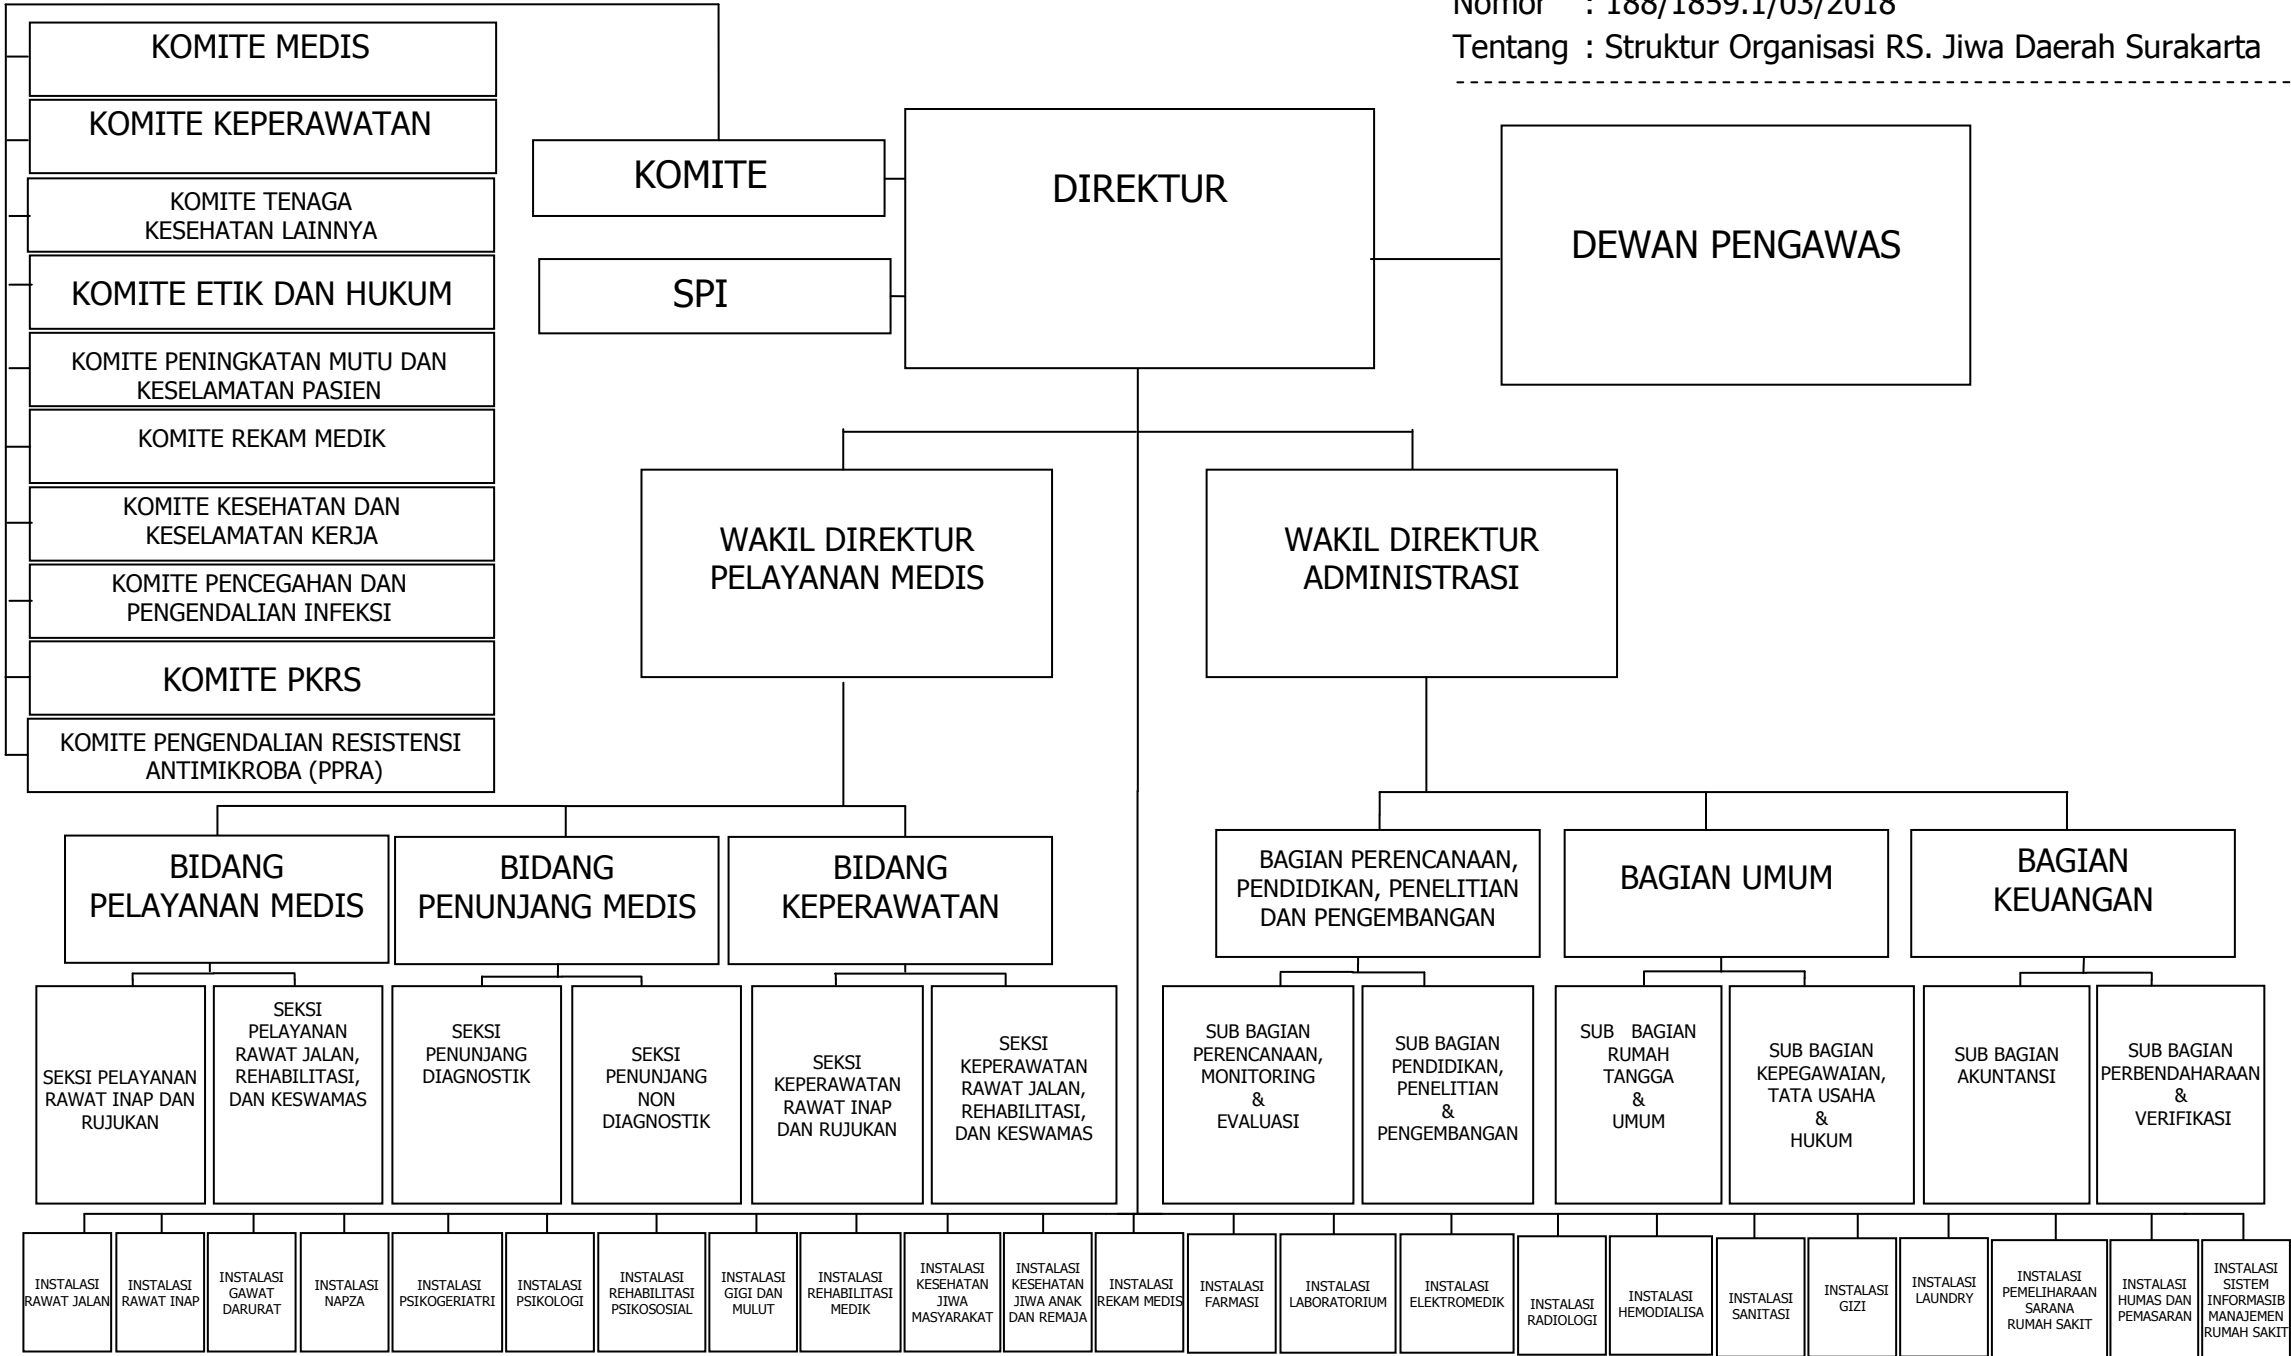 Nomor : 188/1859.1/03/2018
Tentang : Struktur Organisasi RS. Jiwa Daerah Surakarta
KOMITE MEDIS
KOMITE KEPERAWATAN
KOMITE TENAGA
KESEHATAN LAINNYA
KOMITE ETIK DAN HUKUM
KOMITE PENINGKATAN MUTU DAN
KESELAMATAN PASIEN
KOMITE REKAM MEDIK
KOMITE KESEHATAN DAN
KESELAMATAN KERJA
KOMITE PENCEGAHAN DAN
PENGENDALIAN INFEKSI
KOMITE PKRS
KOMITE PENGENDALIAN RESISTENSI
ANTIMIKROBA (PPRA)
KOMITE
SPI
DIREKTUR
DEWAN PENGAWAS
WAKIL DIREKTUR
PELAYANAN MEDIS
WAKIL DIREKTUR
ADMINISTRASI
BIDANG
PELAYANAN MEDIS
BIDANG
PENUNJANG MEDIS
BIDANG
KEPERAWATAN
BAGIAN PERENCANAAN,
PENDIDIKAN, PENELITIAN
DAN PENGEMBANGAN
BAGIAN UMUM
BAGIAN
KEUANGAN
SEKSI PELAYANAN
RAWAT INAP DAN
RUJUKAN
SEKSI
PELAYANAN
RAWAT JALAN,
REHABILITASI,
DAN KESWAMAS
SEKSI
PENUNJANG
DIAGNOSTIK
SEKSI
PENUNJANG
NON
DIAGNOSTIK
SEKSI
KEPERAWATAN
RAWAT INAP
DAN RUJUKAN
SEKSI
KEPERAWATAN
RAWAT JALAN,
REHABILITASI,
DAN KESWAMAS
SUB BAGIAN
PERENCANAAN,
MONITORING
&
EVALUASI
SUB BAGIAN
PENDIDIKAN,
PENELITIAN
&
PENGEMBANGAN
SUB BAGIAN
RUMAH
TANGGA
&
UMUM
SUB BAGIAN
KEPEGAWAIAN,
TATA USAHA
&
HUKUM
SUB BAGIAN
AKUNTANSI
SUB BAGIAN
PERBENDAHARAAN
&
VERIFIKASI
INSTALASI
RAWAT JALAN
INSTALASI
RAWAT INAP
INSTALASI
GAWAT
DARURAT
INSTALASI
NAPZA
INSTALASI
PSIKOGERIATRI
INSTALASI
PSIKOLOGI
INSTALASI
REHABILITASI
PSIKOSOSIAL
INSTALASI
GIGI DAN
MULUT
INSTALASI
REHABILITASI
MEDIK
INSTALASI
KESEHATAN
JIWA
MASYARAKAT
INSTALASI
KESEHATAN
JIWA ANAK
DAN REMAJA
INSTALASI
REKAM MEDIS
INSTALASI
FARMASI
INSTALASI
LABORATORIUM
INSTALASI
ELEKTROMEDIK
INSTALASI
RADIOLOGI
INSTALASI
HEMODIALISA
INSTALASI
SANITASI
INSTALASI
GIZI
INSTALASI
LAUNDRY
INSTALASI
PEMELIHARAAN
SARANA
RUMAH SAKIT
INSTALASI
HUMAS DAN
PEMASARAN
INSTALASI
SISTEM
INFORMASIB
MANAJEMEN
RUMAH SAKIT